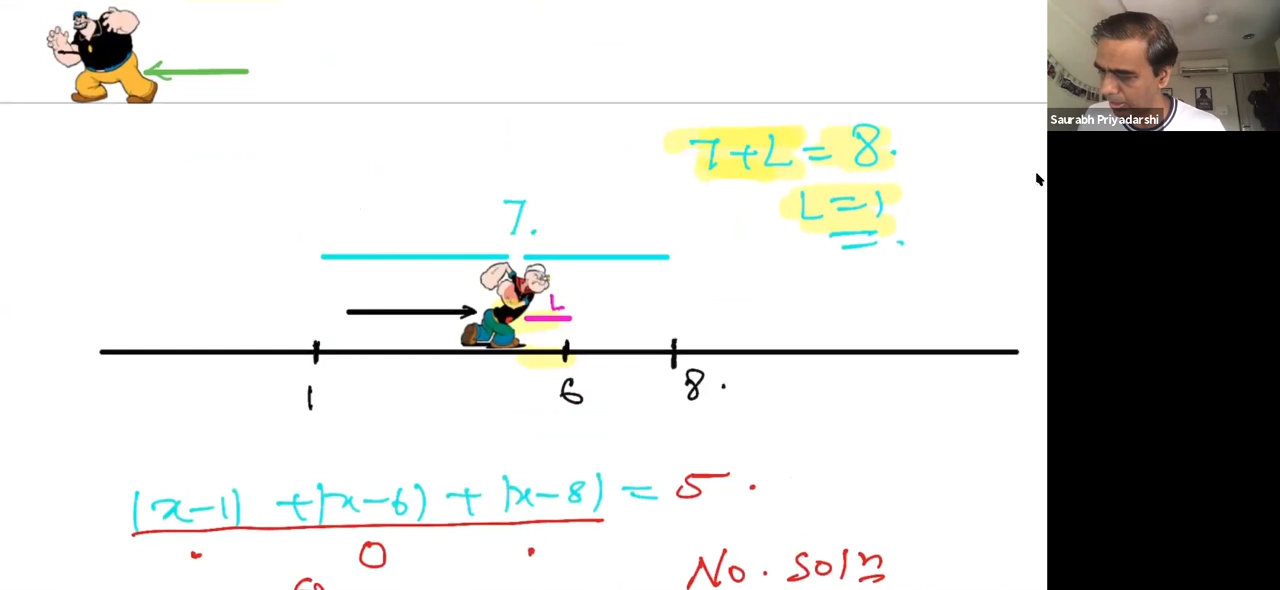 Saurabh Priyadarshi
7+L = 8.
L=1.
7.
L
1 6 8.
|x-1| + |x-6| + |x-8| = 5.
0
No. soln